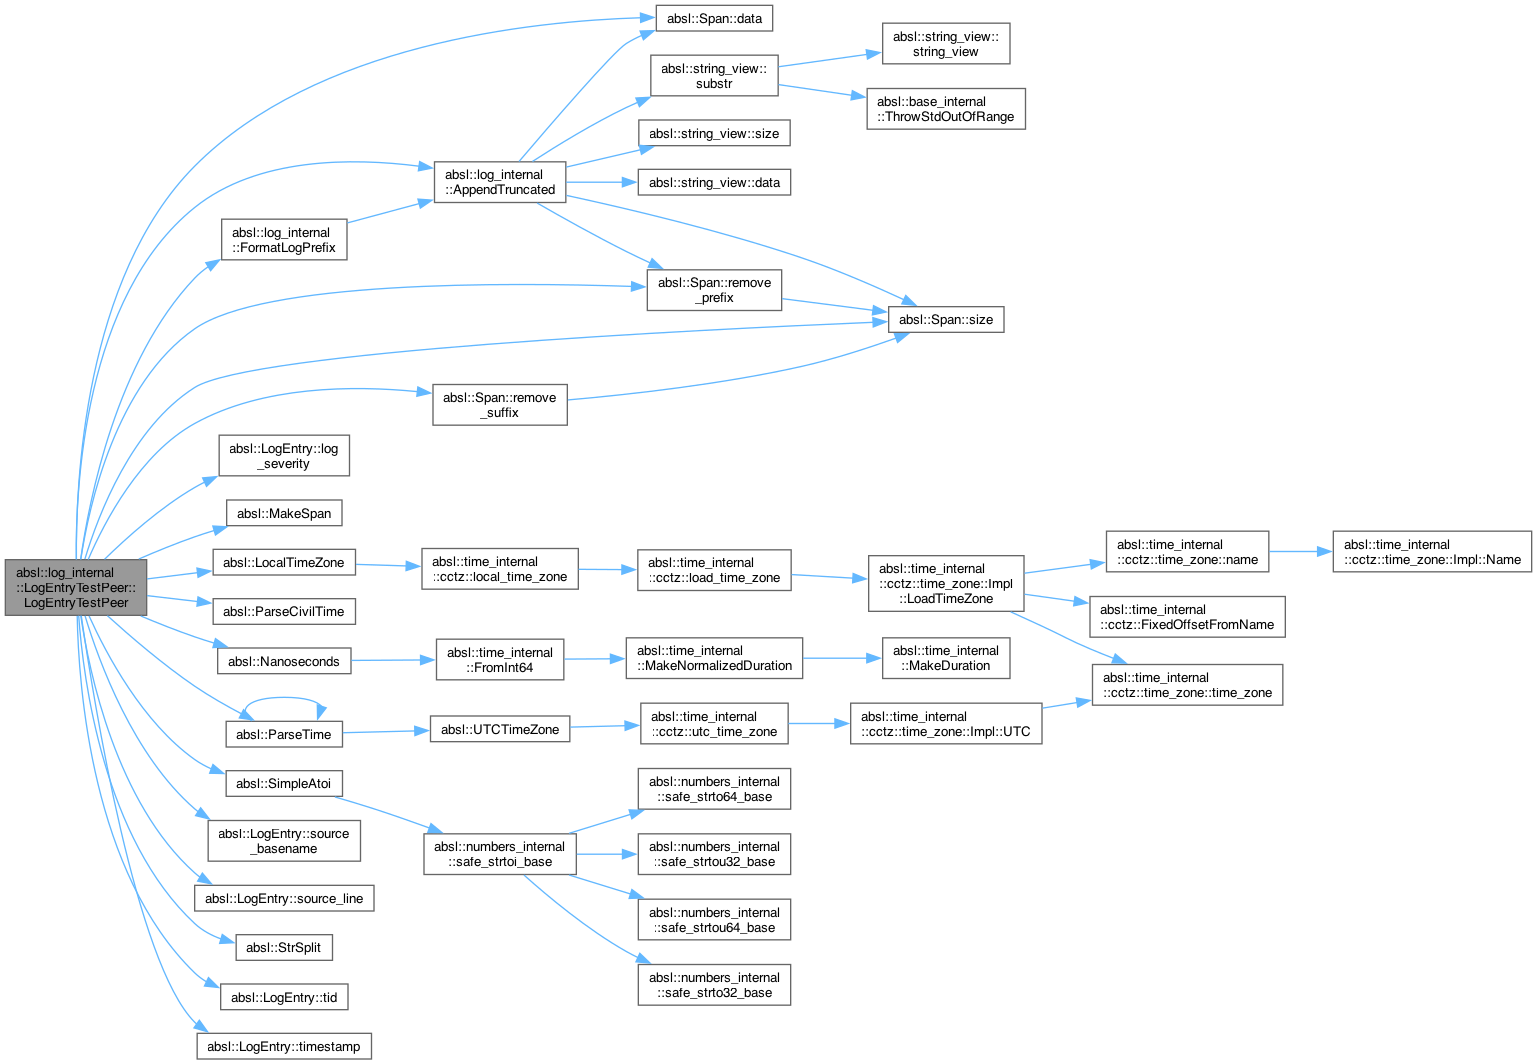 absl::log_internal
::LogEntryTestPeer::
LogEntryTestPeer
absl::Span::data
absl::string_view::
substr
absl::string_view::
string_view
absl::base_internal
::ThrowStdOutOfRange
absl::string_view::size
absl::string_view::data
absl::log_internal
::AppendTruncated
absl::log_internal
::FormatLogPrefix
absl::Span::remove
_prefix
absl::Span::size
absl::Span::remove
_suffix
absl::LogEntry::log
_severity
absl::MakeSpan
absl::LocalTimeZone
absl::time_internal
::cctz::local_time_zone
absl::time_internal
::cctz::load_time_zone
absl::time_internal
::cctz::time_zone::Impl
::LoadTimeZone
absl::time_internal
::cctz::time_zone::name
absl::time_internal
::cctz::time_zone::Impl::Name
absl::time_internal
::cctz::FixedOffsetFromName
absl::time_internal
::cctz::time_zone::time_zone
absl::ParseCivilTime
absl::Nanoseconds
absl::time_internal
::FromInt64
absl::time_internal
::MakeNormalizedDuration
absl::time_internal
::MakeDuration
absl::ParseTime
absl::UTCTimeZone
absl::time_internal
::cctz::utc_time_zone
absl::time_internal
::cctz::time_zone::Impl::UTC
absl::SimpleAtoi
absl::numbers_internal
::safe_strtoi_base
absl::numbers_internal
::safe_strto64_base
absl::numbers_internal
::safe_strtou32_base
absl::numbers_internal
::safe_strtou64_base
absl::numbers_internal
::safe_strto32_base
absl::LogEntry::source
_basename
absl::LogEntry::source_line
absl::StrSplit
absl::LogEntry::tid
absl::LogEntry::timestamp